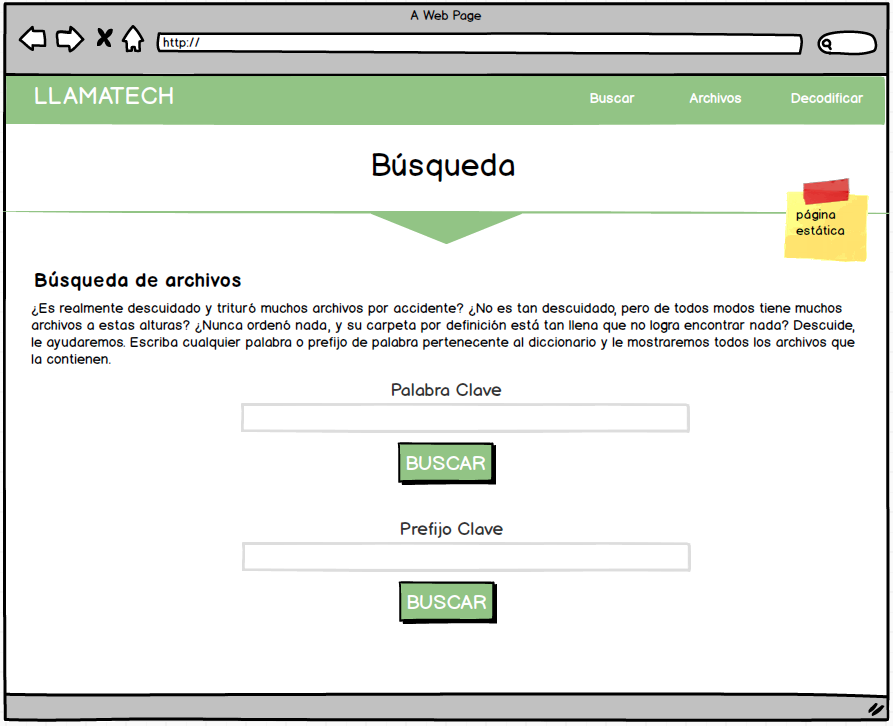 A Web Page
http://
LLAMATECH
Buscar
Archivos
Decodificar
Búsqueda
página
estática
Búsqueda de archivos
¿Es realmente descuidado y trituró muchos archivos por accidente? ¿No es tan descuidado, pero de todos modos tiene muchos
archivos a estas alturas? ¿Nunca ordenó nada, y su carpeta por definición está tan llena que no logra encontrar nada? Descuide,
le ayudaremos. Escriba cualquier palabra o prefijo de palabra pertenecente al diccionario y le mostraremos todos los archivos que
la contienen.
Palabra Clave
BUSCAR
Prefijo Clave
BUSCAR